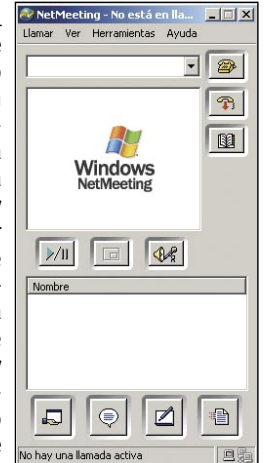 NetMeeting - No está en lla...
Llamar Ver Herramientas Ayuda
Windows
NetMeeting
Nombre
No hay una llamada activa